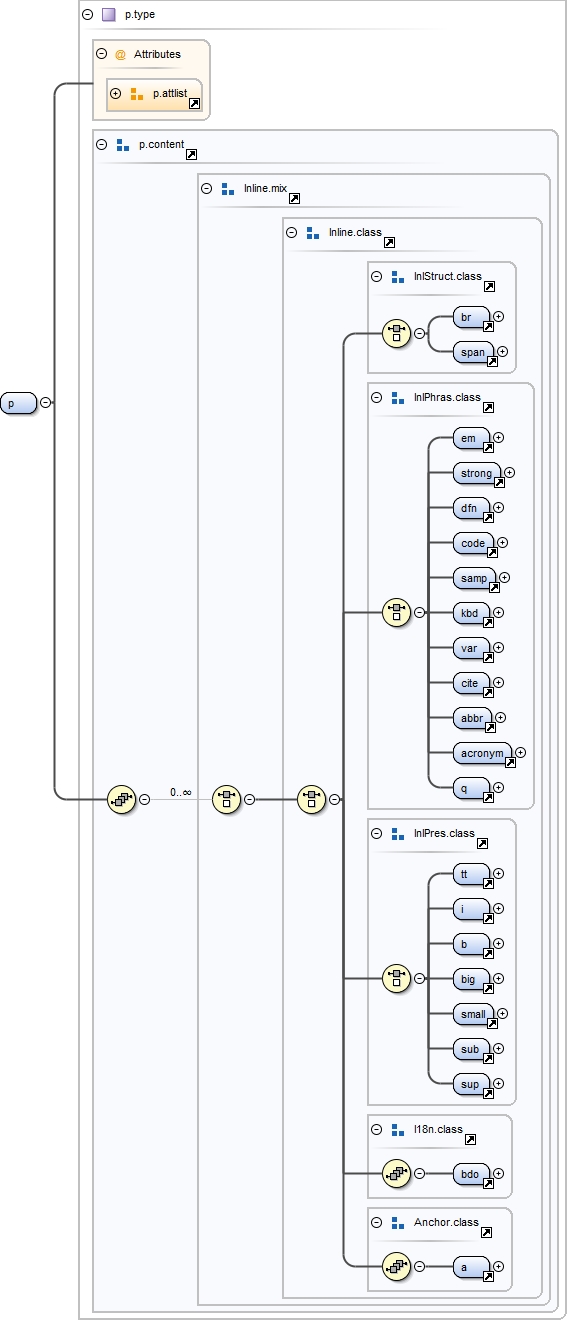 p.type
@ Attributes
p.attlist
p.content
Inline.mix
Inline.class
InlStruct.class
br
span
InlPhras.class
p
em
strong
dfn
code
samp
kbd
var
cite
abbr
acronym
q
0..∞
InlPres.class
tt
i
b
big
small
sub
sup
I18n.class
bdo
Anchor.class
a